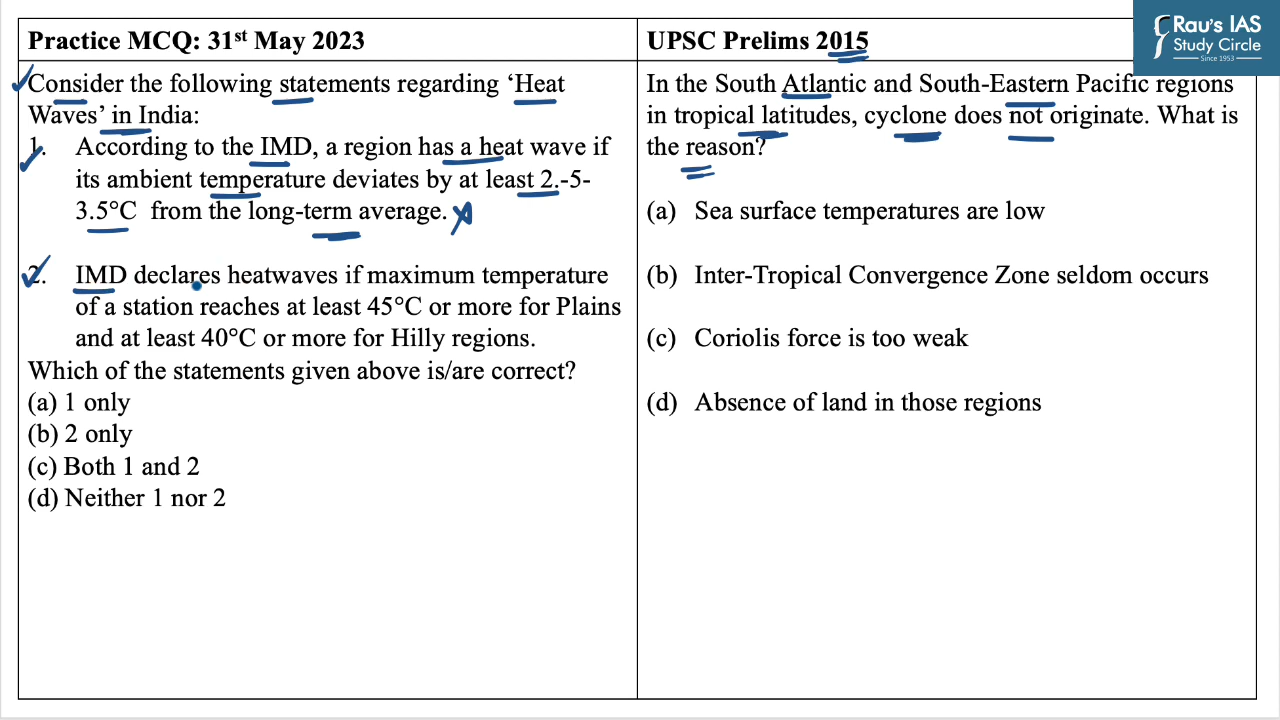 Practice MCQ: 31st May 2023
Consider the following statements regarding ‘Heat
Waves’ in India:
1. According to the IMD, a region has a heat wave if
its ambient temperature deviates by at least 2.-5-
3.5°C from the long-term average.
2. IMD declares heatwaves if maximum temperature
of a station reaches at least 45°C or more for Plains
and at least 40°C or more for Hilly regions.
Which of the statements given above is/are correct?
(a) 1 only
(b) 2 only
(c) Both 1 and 2
(d) Neither 1 nor 2
UPSC Prelims 2015
In the South Atlantic and South-Eastern Pacific regions
in tropical latitudes, cyclone does not originate. What is
the reason?
(a) Sea surface temperatures are low
(b) Inter-Tropical Convergence Zone seldom occurs
(c) Coriolis force is too weak
(d) Absence of land in those regions
Rau's IAS
Study Circle
Since 1953